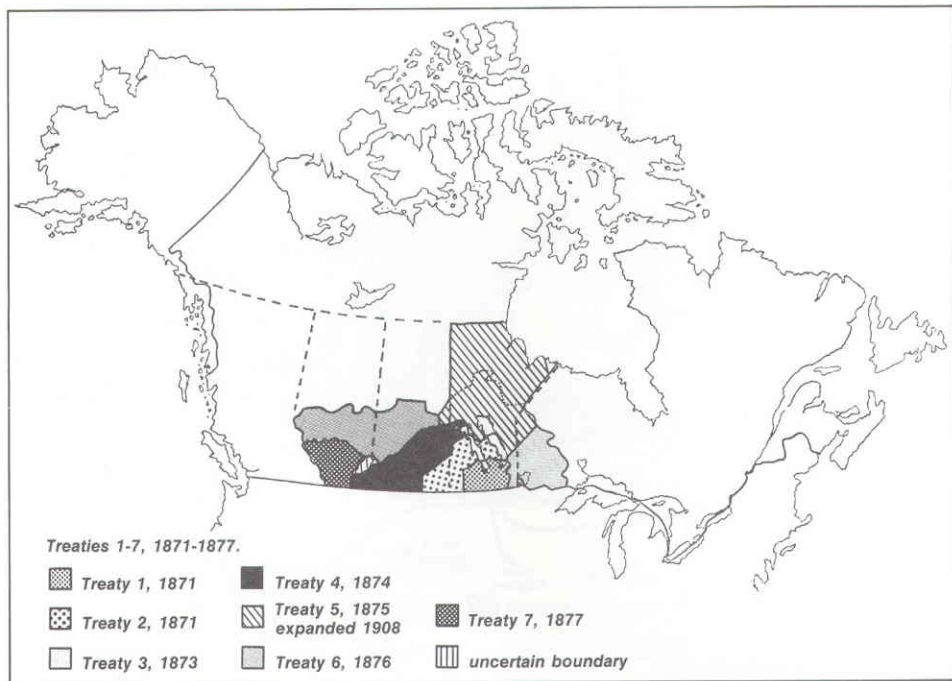 Treaties 1-7, 1871-1877.
Treaty 1, 1871
Treaty 2, 1871
Treaty 3, 1873
Treaty 4, 1874
Treaty 5, 1875
expanded 1908
Treaty 6, 1876
Treaty 7, 1877
uncertain boundary